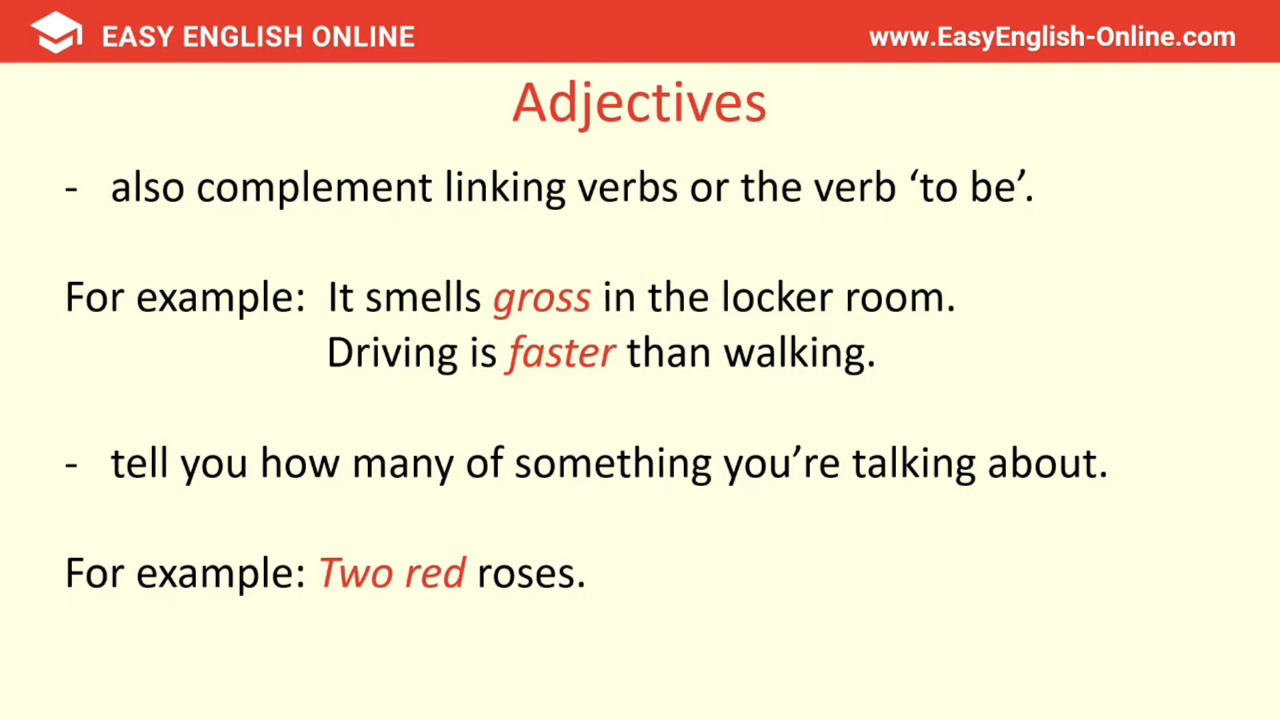 EASY ENGLISH ONLINE
www.EasyEnglish-Online.com
Adjectives
- also complement linking verbs or the verb ‘to be’.
For example: It smells gross in the locker room.
Driving is faster than walking.
- tell you how many of something you’re talking about.
For example: Two red roses.